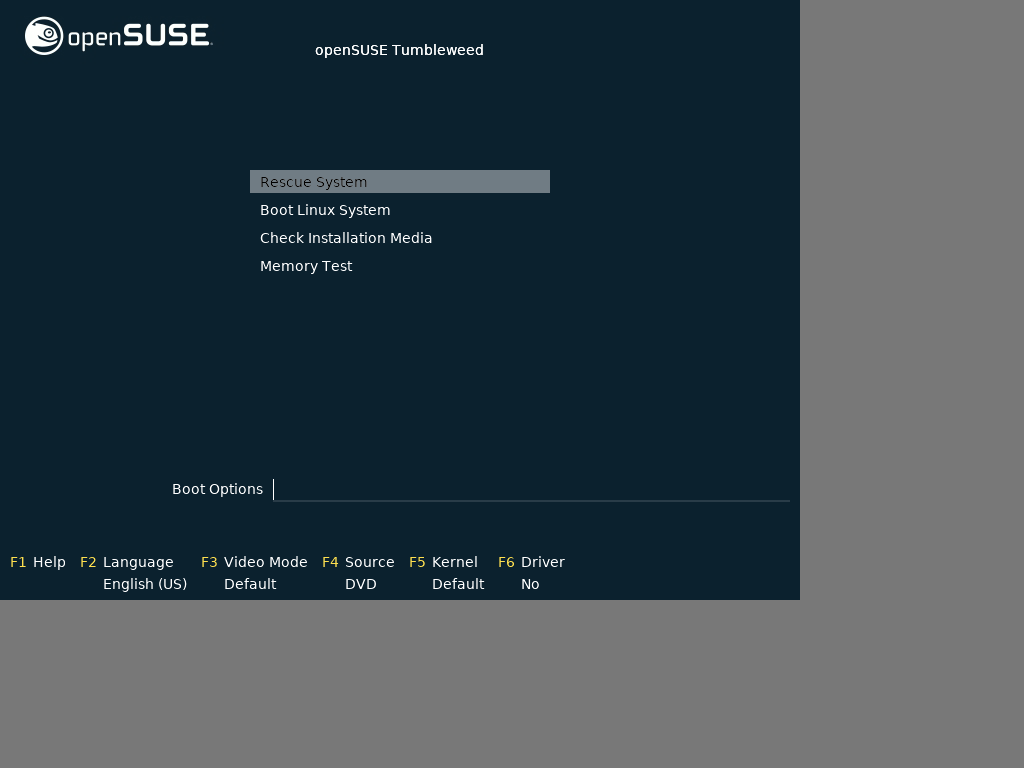 openSUSE
openSUSE Tumbleweed
Rescue System
Boot Linux System
Check Installation Media
Memory Test
Boot Options
F1 Help F2 Language F3 Video Mode F4 Source F5 Kernel F6 Driver
English (US) Default DVD Default No